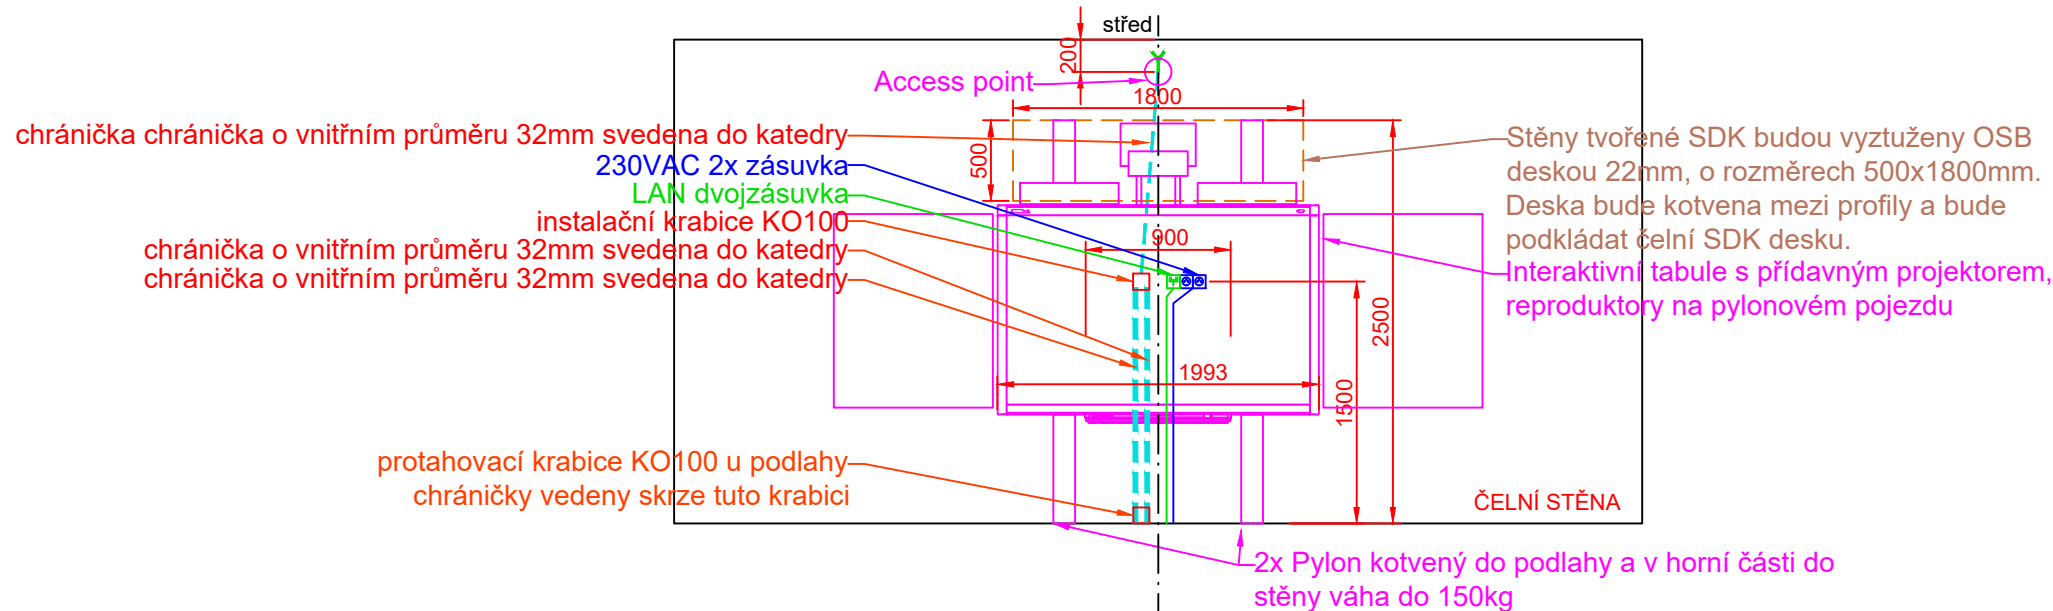 střed
200
Access point
1800
chránička chránička o vnitřním průměru 32mm svedena do katedry
230VAC 2x zásuvka
LAN dvojzásuvka
instalační krabice KO100
chránička o vnitřním průměru 32mm svedena do katedry
chránička o vnitřním průměru 32mm svedena do katedry
500
900
Stěny tvořené SDK budou vyztuženy OSB
deskou 22mm, o rozměrech 500x1800mm.
Deska bude kotvena mezi profily a bude
podkládat čelní SDK desku.
Interaktivní tabule s přídavným projektorem,
reproduktory na pylonovém pojezdu
2500
1993
1500
protahovací krabice KO100 u podlahy
chráničky vedeny skrze tuto krabici
ČELNÍ STĚNA
2x Pylon kotvený do podlahy a v horní části do
stěny váha do 150kg